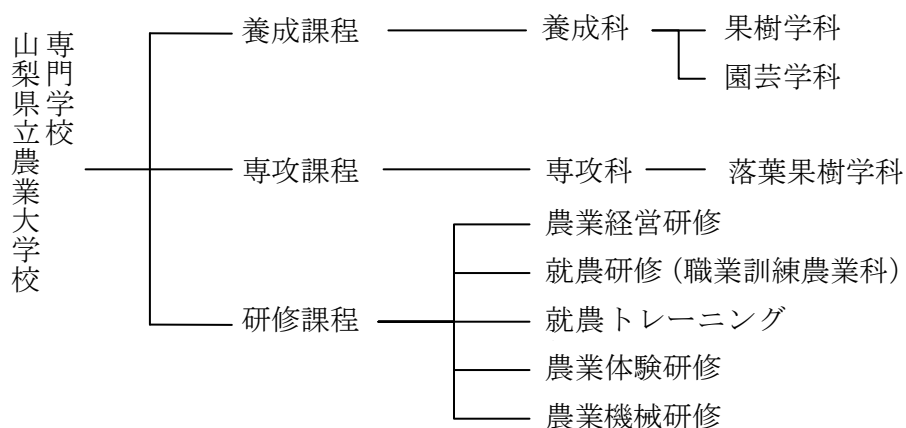 専門学校
山梨県立農業大学校
養成課程
養成科
果樹学科
園芸学科
専攻課程
専攻科
落葉果樹学科
研修課程
農業経営研修
就農研修（職業訓練農業科）
就農トレーニング
農業体験研修
農業機械研修